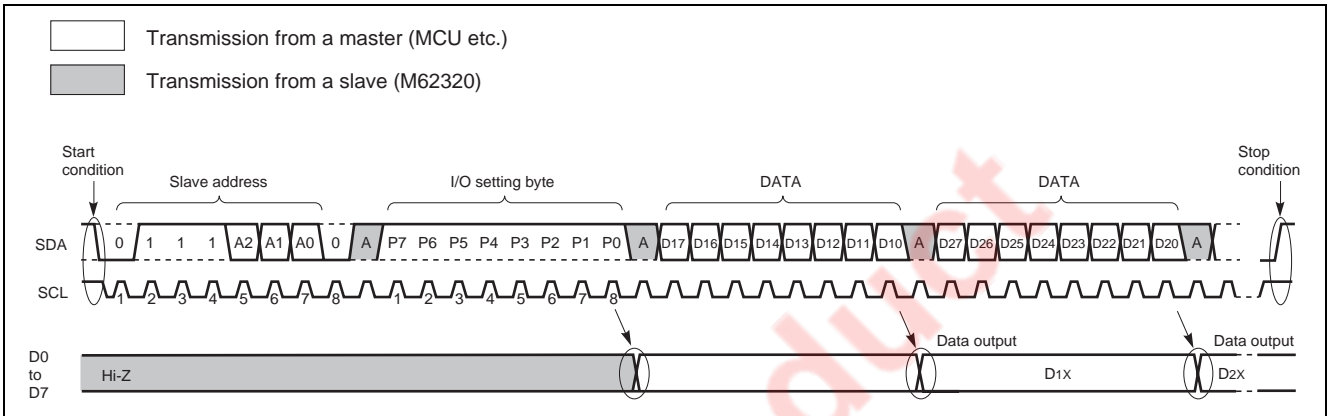 Transmission from a master (MCU etc.)
Transmission from a slave (M62320)
Start
condition
Slave address
I/O setting byte
DATA
DATA
Stop
condition
SDA 0 1 1 1 A2 A1 A0 0 A P7 P6 P5 P4 P3 P2 P1 P0 A D17 D16 D15 D14 D13 D12 D11 D10 A D27 D26 D25 D24 D23 D22 D21 D20 A
SCL 1 2 3 4 5 6 7 8 1 2 3 4 5 6 7 8
Data output
Data output
D0
to
D7
Hi-Z
D1X
D2X
duct